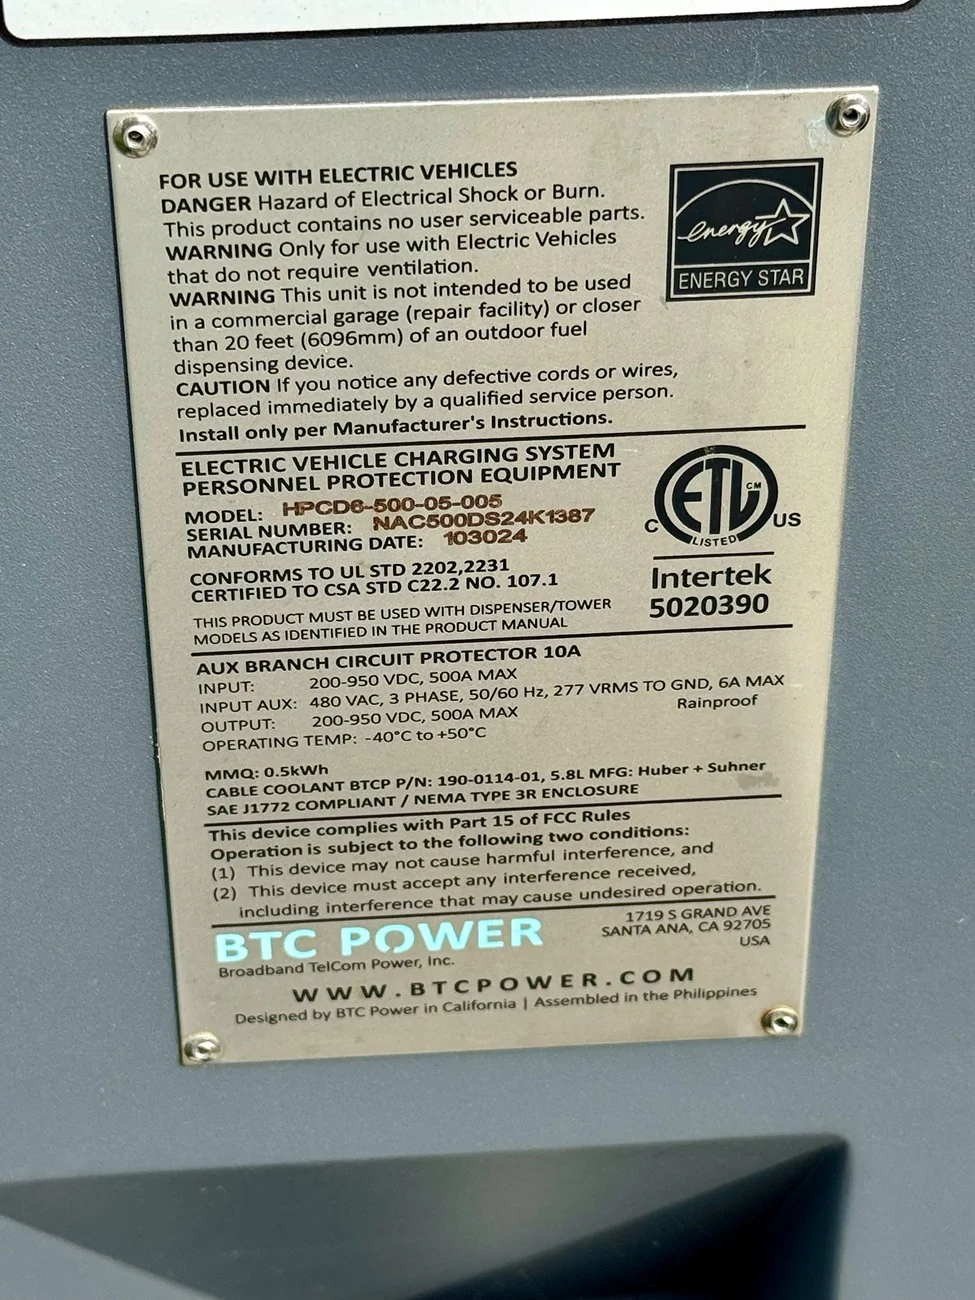 FOR USE WITH ELECTRIC VEHICLES
DANGER Hazard of Electrical Shock or Burn.
This product contains no user serviceable parts.
WARNING Only for use with Electric Vehicles
that do not require ventilation.
WARNING This unit is not intended to be used
in a commercial garage (repair facility) or closer
than 20 feet (6096mm) of an outdoor fuel
dispensing device.
CAUTION If you notice any defective cords or wires,
replaced immediately by a qualified service person.
Install only per Manufacturer's Instructions.
energy
ENERGY STAR
ELECTRIC VEHICLE CHARGING SYSTEM
PERSONNEL PROTECTION EQUIPMENT
MODEL: HPCD6-500-05-005
SERIAL NUMBER: NAC500DS24K1387
MANUFACTURING DATE: 103024
CONFORMS TO UL STD 2202,2231
CERTIFIED TO CSA STD C22.2 NO. 107.1
THIS PRODUCT MUST BE USED WITH DISPENSER/TOWER
MODELS AS IDENTIFIED IN THE PRODUCT MANUAL
ETL CM
C LISTED US
Intertek
5020390
AUX BRANCH CIRCUIT PROTECTOR 10A
INPUT: 200-950 VDC, 500A MAX
INPUT AUX: 480 VAC, 3 PHASE, 50/60 Hz, 277 VRMS TO GND, 6A MAX
OUTPUT: 200-950 VDC, 500A MAX Rainproof
OPERATING TEMP: -40°C to +50°C
MMQ: 0.5kWh
CABLE COOLANT BTCP P/N: 190-0114-01, 5.8L MFG: Huber + Suhner
SAE J1772 COMPLIANT / NEMA TYPE 3R ENCLOSURE
This device complies with Part 15 of FCC Rules
Operation is subject to the following two conditions:
(1) This device may not cause harmful interference, and
(2) This device must accept any interference received,
including interference that may cause undesired operation.
BTC POWER
Broadband TelCom Power, Inc.
1719 S GRAND AVE
SANTA ANA, CA 92705
USA
WWW.BTCPOWER.COM
Designed by BTC Power in California | Assembled in the Philippines